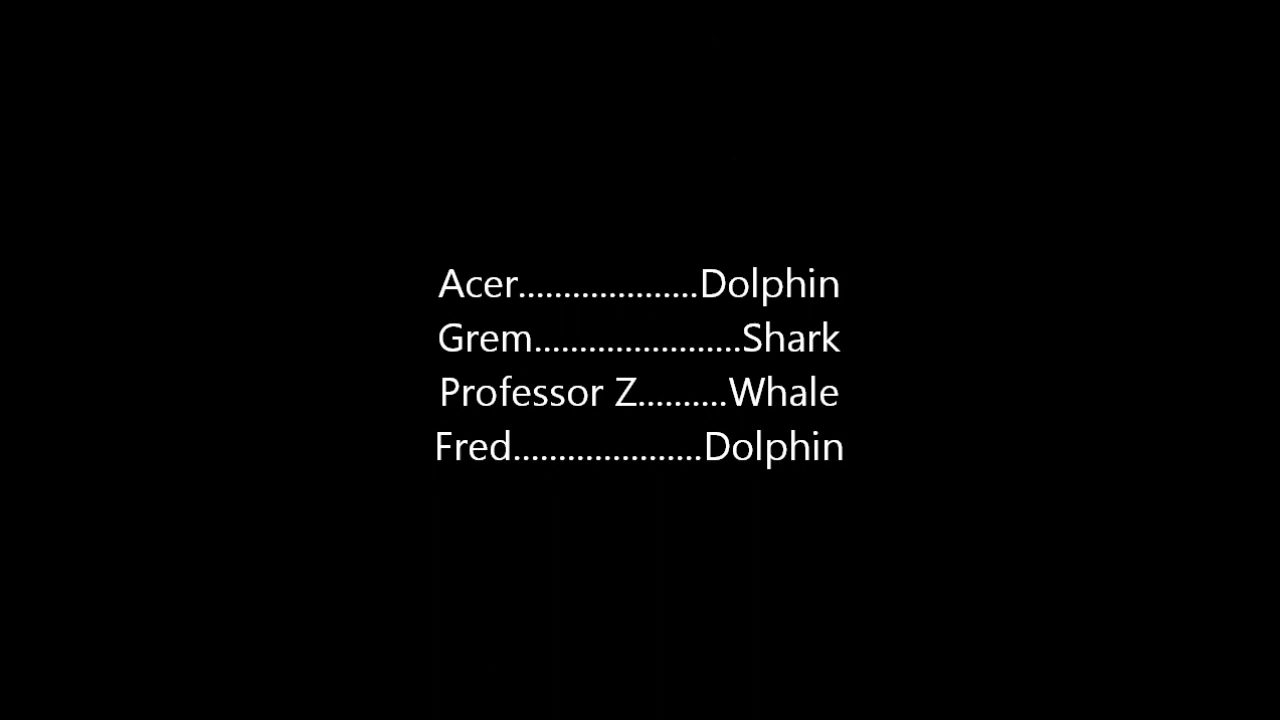 Acer...................Dolphin
Grem......................Shark
Professor Z..........Whale
Fred....................Dolphin